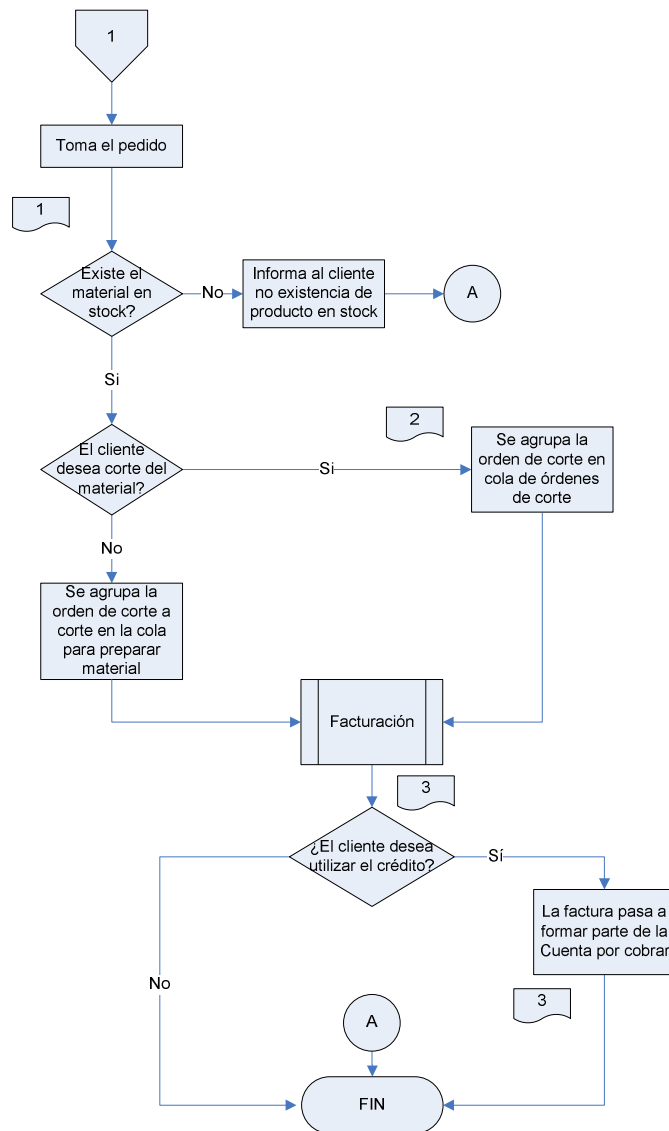 1
Toma el pedido
1
Existe el
material en
stock?
No
Informa al cliente
no existencia de
producto en stock
A
Si
El cliente
desea corte del
material?
Si
2
Se agrupa la
orden de corte en
cola de órdenes
de corte
No
Se agrupa la
orden de corte a
corte en la cola
para preparar
material
Facturación
3
¿El cliente desea
utilizar el crédito?
Sí
La factura pasa a
formar parte de la
Cuenta por cobrar
No
3
A
FIN